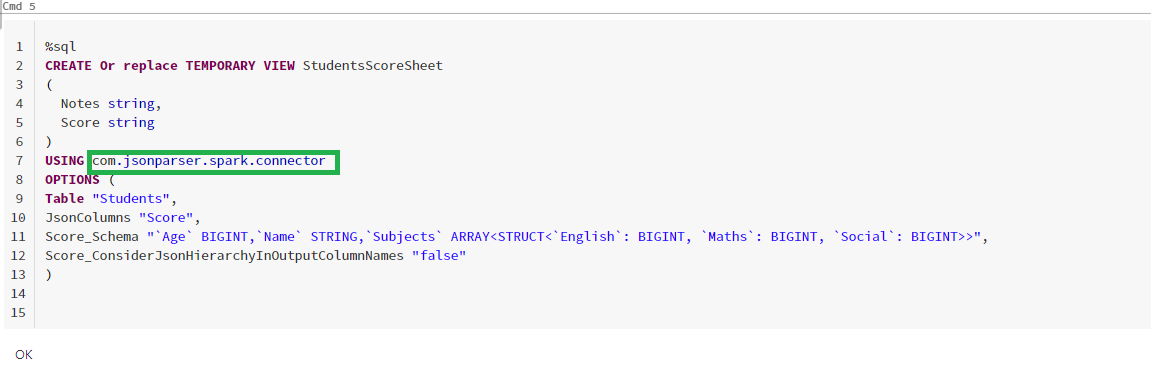 Cmd 5
1 %sql
2 CREATE Or replace TEMPORARY VIEW StudentsScoreSheet
3 (
4   Notes string,
5   Score string
6 )
7 USING com.jsonparser.spark.connector
8 OPTIONS (
9 Table "Students",
10 JsonColumns "Score",
11 Score_Schema "`Age` BIGINT,`Name` STRING,`Subjects` ARRAY<STRUCT<`English`: BIGINT, `Maths`: BIGINT, `Social`: BIGINT>>",
12 Score_ConsiderJsonHierarchyInOutputColumnNames "false"
13 )
14
15
OK